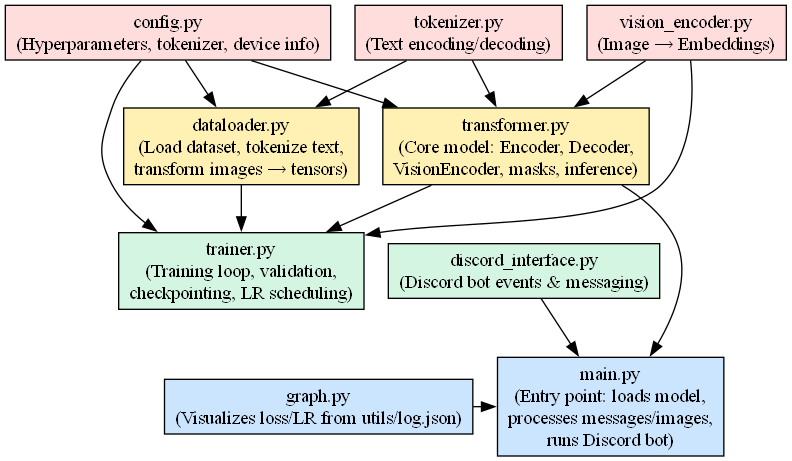 config.py
(Hyperparameters, tokenizer, device info)
tokenizer.py
(Text encoding/decoding)
vision_encoder.py
(Image → Embeddings)
dataloader.py
(Load dataset, tokenize text,
transform images → tensors)
transformer.py
(Core model: Encoder, Decoder,
VisionEncoder, masks, inference)
trainer.py
(Training loop, validation,
checkpointing, LR scheduling)
discord_interface.py
(Discord bot events & messaging)
graph.py
(Visualizes loss/LR from utils/log.json)
main.py
(Entry point: loads model,
processes messages/images,
runs Discord bot)